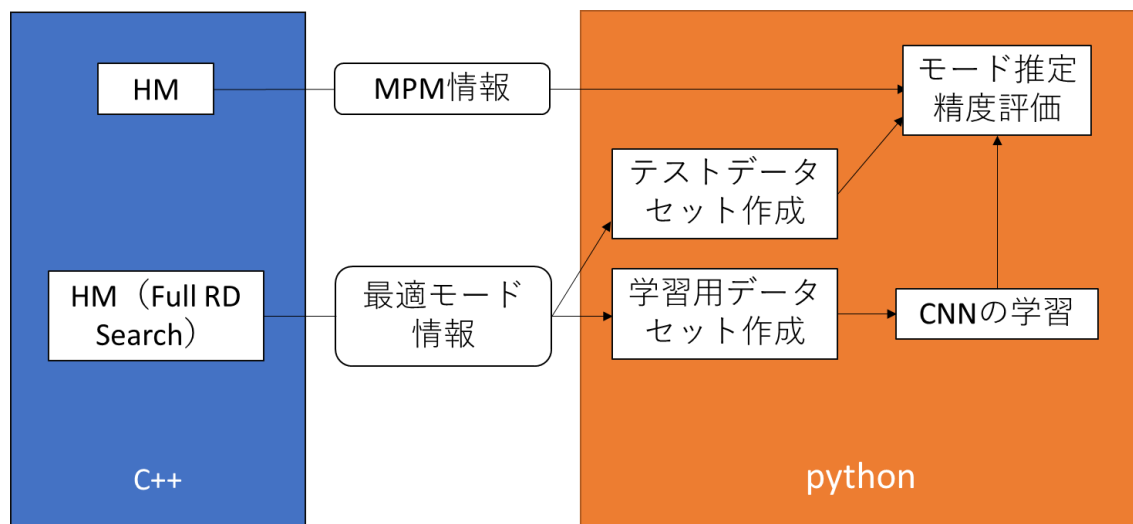 HM
MPM情報
モード推定
精度評価
テストデータ
セット作成
HM（Full RD
Search）
最適モード
情報
学習用データ
セット作成
CNNの学習
C++
python